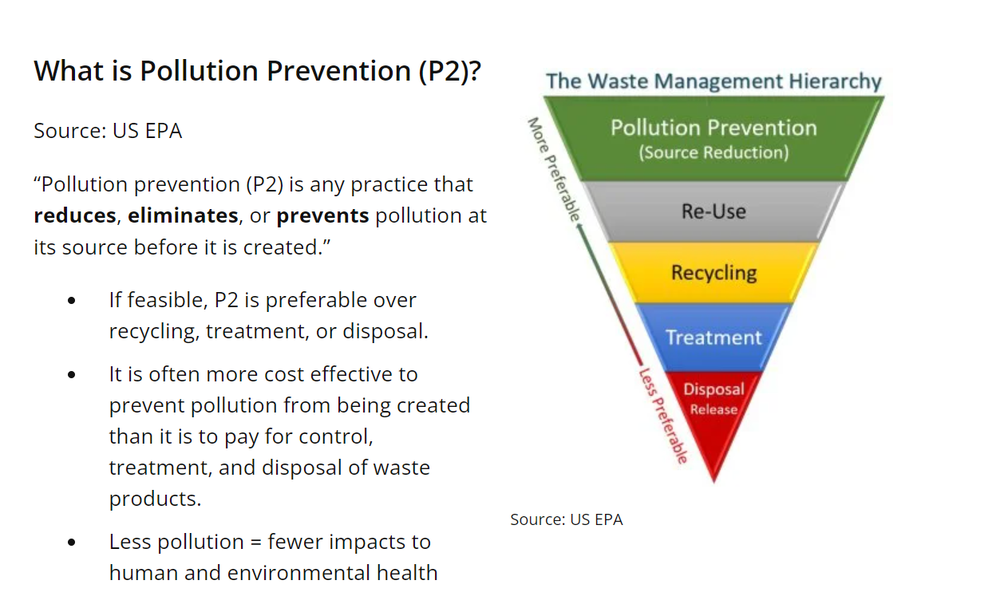 What is Pollution Prevention (P2)?
Source: US EPA
“Pollution prevention (P2) is any practice that
reduces, eliminates, or prevents pollution at
its source before it is created.”
• If feasible, P2 is preferable over
recycling, treatment, or disposal.
• It is often more cost effective to
prevent pollution from being created
than it is to pay for control,
treatment, and disposal of waste
products.
• Less pollution = fewer impacts to
human and environmental health
The Waste Management Hierarchy
More Preferable
Pollution Prevention
(Source Reduction)
Re-Use
Recycling
Treatment
Disposal
Release
Less Preferable
Source: US EPA